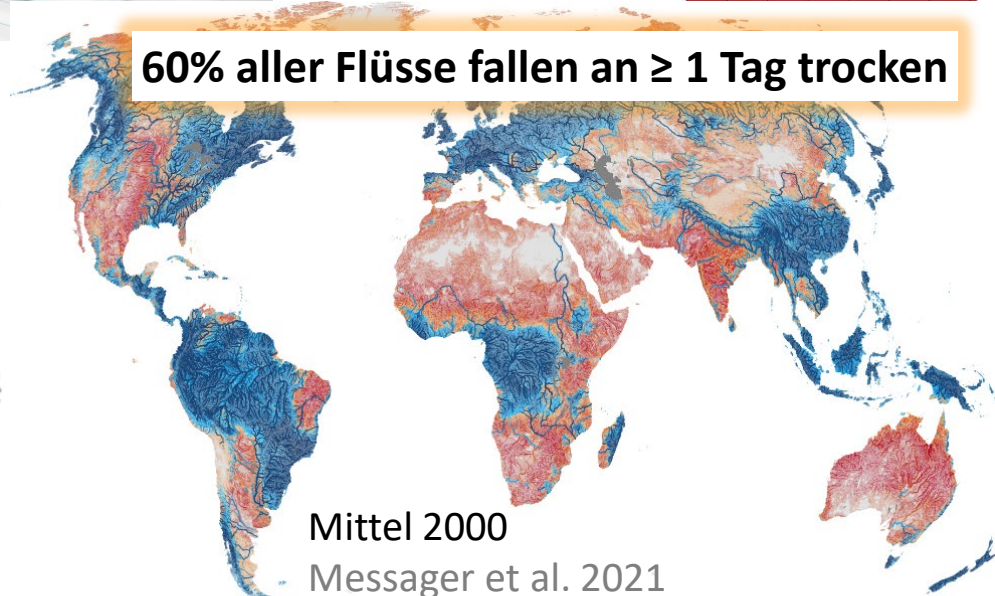 60% aller Flüsse fallen an ≥ 1 Tag trocken
Mittel 2000
Messager et al. 2021